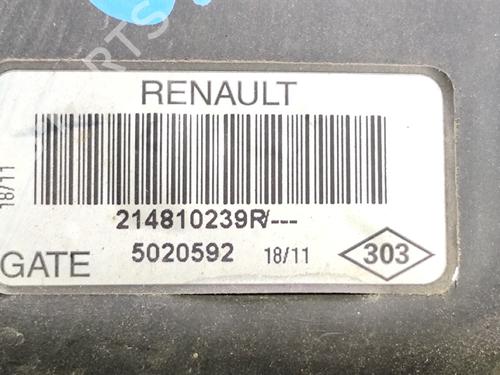 RENAULT
18/11
214810239R/---
GATE 5020592 18/11 303